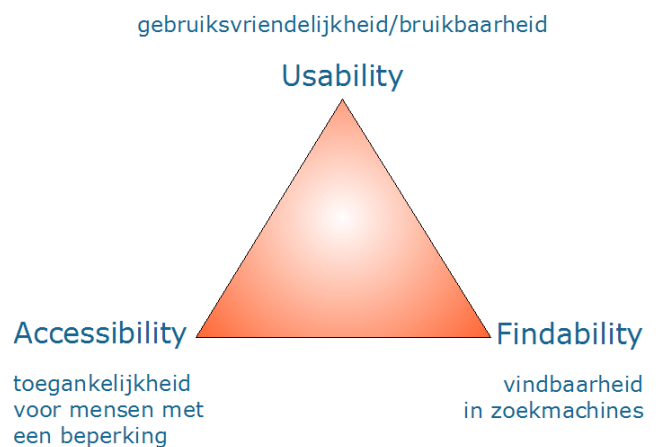 gebruiksvriendelijkheid/bruikbaarheid
Usability
Accessibility
toegankelijkheid
voor mensen met
een beperking
Findability
vindbaarheid
in zoekmachines